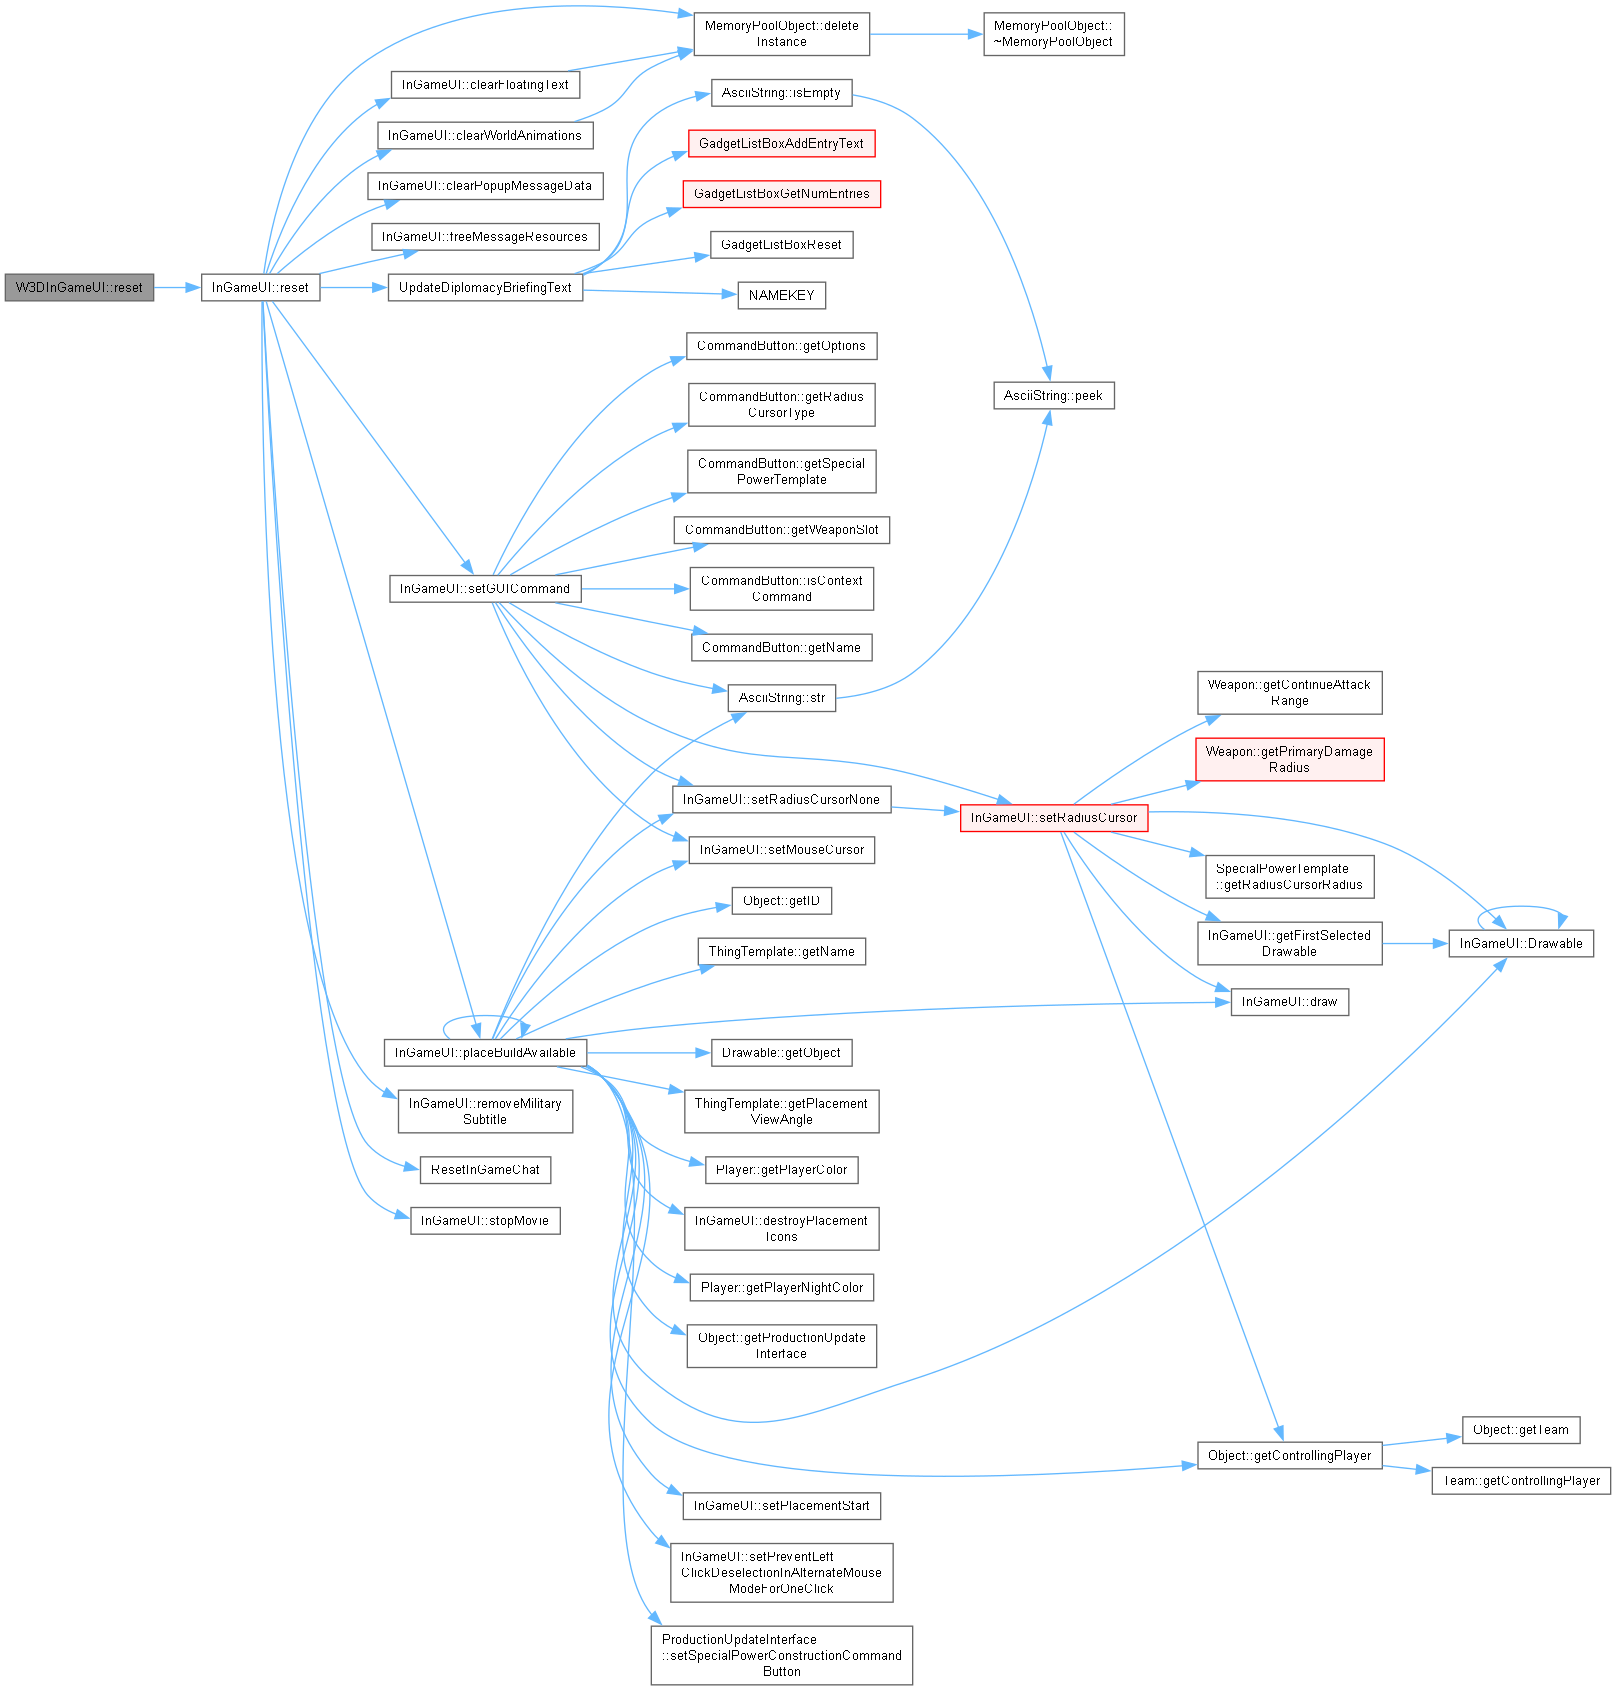 MemoryPoolObject::delete
Instance
MemoryPoolObject::
~MemoryPoolObject
InGameUI::clearFloatingText
AsciiString::isEmpty
InGameUI::clearWorldAnimations
GadgetListBoxAddEntryText
InGameUI::clearPopupMessageData
GadgetListBoxGetNumEntries
InGameUI::freeMessageResources
GadgetListBoxReset
W3DInGameUI::reset
InGameUI::reset
UpdateDiplomacyBriefingText
NAMEKEY
CommandButton::getOptions
CommandButton::getRadius
CursorType
AsciiString::peek
CommandButton::getSpecial
PowerTemplate
CommandButton::getWeaponSlot
InGameUI::setGUICommand
CommandButton::isContext
Command
CommandButton::getName
AsciiString::str
Weapon::getContinueAttack
Range
Weapon::getPrimaryDamage
Radius
InGameUI::setRadiusCursorNone
InGameUI::setRadiusCursor
InGameUI::setMouseCursor
SpecialPowerTemplate
::getRadiusCursorRadius
Object::getID
InGameUI::getFirstSelected
Drawable
InGameUI::Drawable
ThingTemplate::getName
InGameUI::draw
InGameUI::placeBuildAvailable
Drawable::getObject
InGameUI::removeMilitary
Subtitle
ThingTemplate::getPlacement
ViewAngle
ResetInGameChat
Player::getPlayerColor
InGameUI::stopMovie
InGameUI::destroyPlacement
Icons
Player::getPlayerNightColor
Object::getProductionUpdate
Interface
Object::getControllingPlayer
Object::getTeam
Team::getControllingPlayer
InGameUI::setPlacementStart
InGameUI::setPreventLeft
ClickDeselectionInAlternateMouse
ModeForOneClick
ProductionUpdateInterface
::setSpecialPowerConstructionCommand
Button